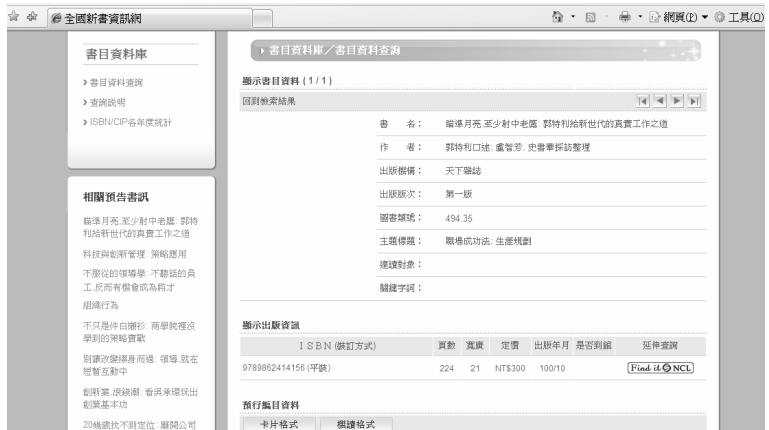 全國新書資訊網
網頁(P)
工具(O)
書目資料庫
書目資料查詢
查詢說明
ISBN/CIP各年度統計
相關預告書訊
瞄準月亮,至少射中老鷹: 郭特
利給新世代的真實工作之道
科技與創新管理: 策略應用
不服從的領導學: 不聽話的員
工,反而有機會成為將才
組織行為
不只是件白襯衫: 商學院裡沒
學到的策略實戰
別讓改變擦身而過: 領導,就在
短暫互動中
創新業,浪餞潮: 看吳承璟玩出
創業基本功
20幾歲找不到定位: 離開公司
書目資料庫／書目資料查詢
顯示書目資料 ( 1 / 1 )
回到檢索結果
書 名： 瞄準月亮,至少射中老鷹: 郭特利給新世代的真實工作之道
作 者： 郭特利口述; 盧智芳, 史書華採訪整理
出版機構： 天下雜誌
出版版次： 第一版
圖書類號： 494.35
主題標題： 職場成功法; 生涯規劃
適讀對象：
關鍵字詞：
顯示出版資訊
ISBN (裝訂方式) 頁數 寬廣 定價 出版年月 是否到館 延伸查詢
9789862414156 (平裝) 224 21 NT$300 100/10 Find it @ NCL
預行編目資料
卡片格式 機讀格式